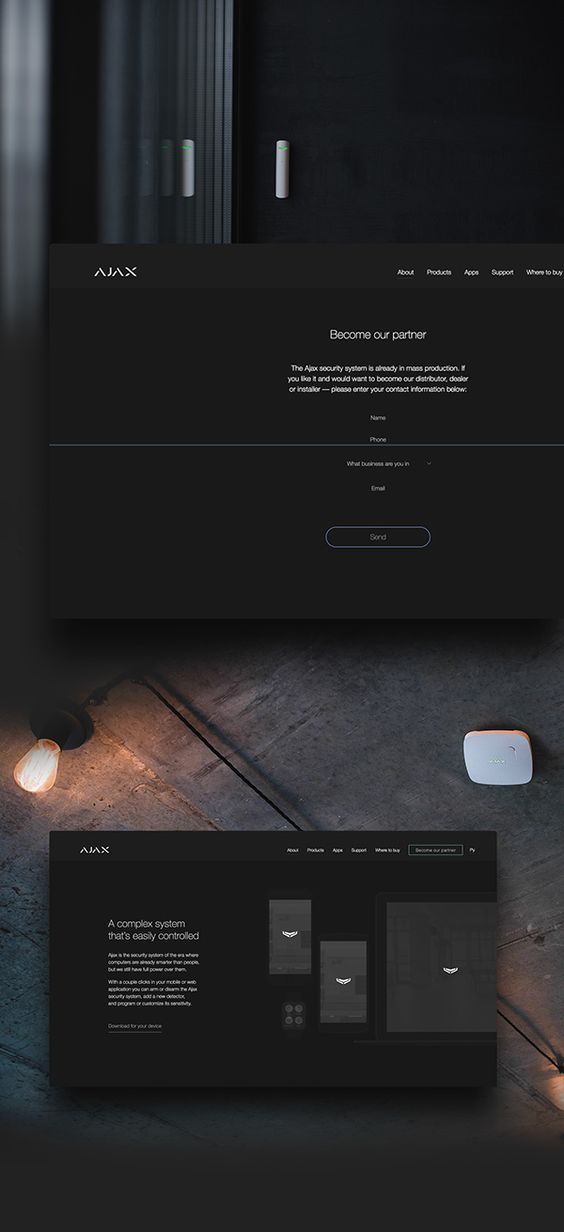 AJAX
About Products Apps Support Where to buy
Become our partner
The Ajax security system is already in mass production. If
you like it and would want to become our distributor, dealer
or installer — please enter your contact information below:
Name
Phone
What business are you in
Email
Send
AJAX
AJAX
About Products Apps Support Where to buy Become our partner Ру
A complex system
that's easily controlled
Ajax is the security system of the era where
computers are already smarter than people,
but we still have full power over them.
With a couple clicks in your mobile or web
application you can arm or disarm the Ajax
security system, add a new detector,
and program or customize its sensitivity.
Download for your device